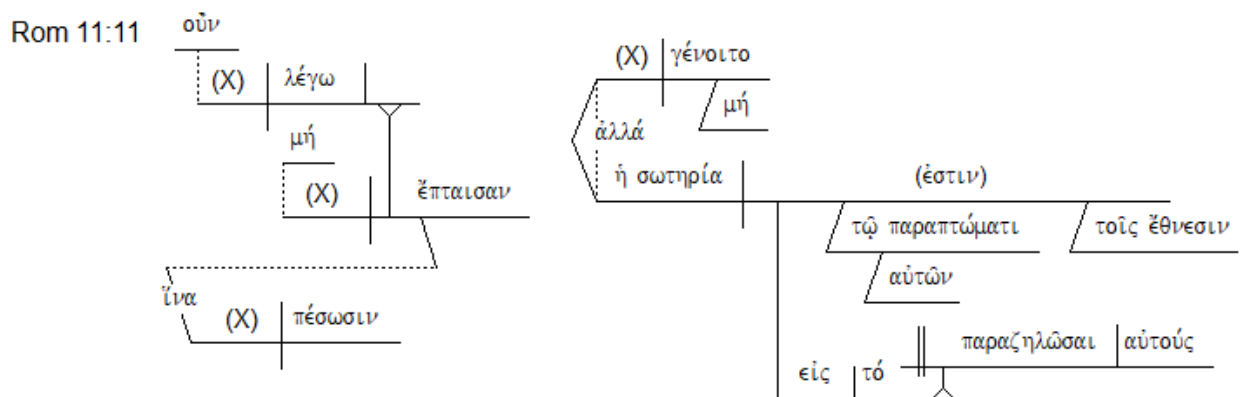 Rom 11:11
οὖν
(X) λέγω
μή
(X) ἔπταισαν
ἵνα
(X) πέσωσιν
(X) γένοιτο
μή
ἀλλά
ἡ σωτηρία (ἐστιν)
τῷ παραπτώματι τοῖς ἔθνεσιν
αὐτῶν
παραζηλῶσαι αὐτούς
εἰς τό